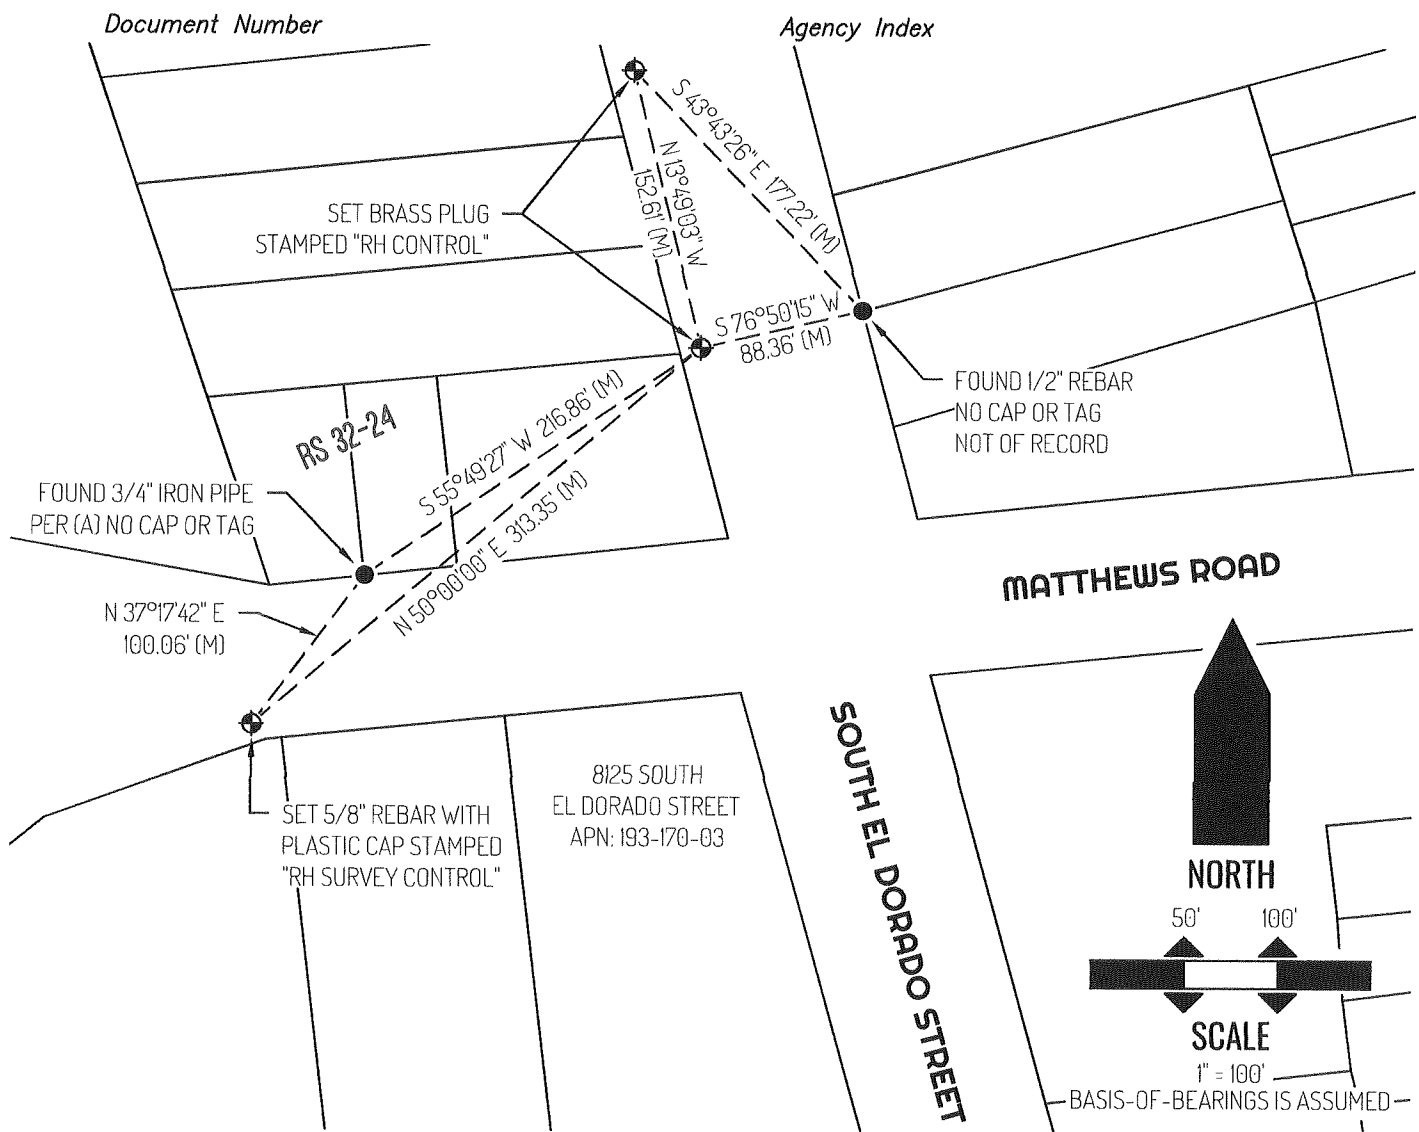 Document Number
Agency Index
S 43°43'26" E 177.22' (M)
N 13°49'03" W
152.61' (M)
SET BRASS PLUG
STAMPED "RH CONTROL"
S 76°50'15" W
88.36' (M)
FOUND 1/2" REBAR
NO CAP OR TAG
NOT OF RECORD
RS 32-24
S 55°49'27" W 216.86' (M)
N 50°00'00" E 313.35' (M)
FOUND 3/4" IRON PIPE
PER (A) NO CAP OR TAG
MATTHEWS ROAD
N 37°17'42" E
100.06' (M)
SOUTH EL DORADO STREET
8125 SOUTH
EL DORADO STREET
APN: 193-170-03
SET 5/8" REBAR WITH
PLASTIC CAP STAMPED
"RH SURVEY CONTROL"
NORTH
50' 100'
SCALE
1" = 100'
BASIS-OF-BEARINGS IS ASSUMED